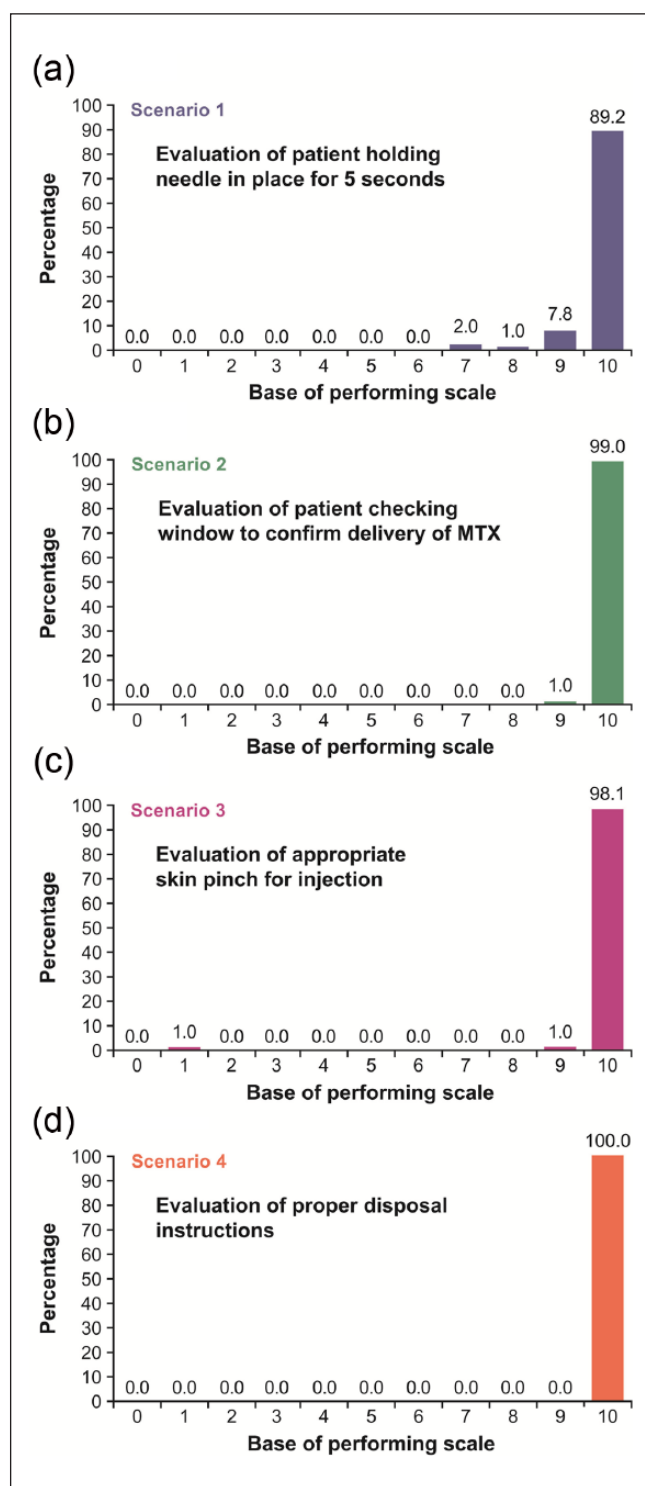 (a)
Scenario 1
Evaluation of patient holding
needle in place for 5 seconds
Percentage
100
90
80
70
60
50
40
30
20
10
0
0.0 0.0 0.0 0.0 0.0 0.0 0.0 2.0 1.0 7.8 89.2
0 1 2 3 4 5 6 7 8 9 10
Base of performing scale
(b)
Scenario 2
Evaluation of patient checking
window to confirm delivery of MTX
Percentage
100
90
80
70
60
50
40
30
20
10
0
0.0 0.0 0.0 0.0 0.0 0.0 0.0 0.0 0.0 1.0 99.0
0 1 2 3 4 5 6 7 8 9 10
Base of performing scale
(c)
Scenario 3
Evaluation of appropriate
skin pinch for injection
Percentage
100
90
80
70
60
50
40
30
20
10
0
0.0 1.0 0.0 0.0 0.0 0.0 0.0 0.0 0.0 1.0 98.1
0 1 2 3 4 5 6 7 8 9 10
Base of performing scale
(d)
Scenario 4
Evaluation of proper disposal
instructions
Percentage
100
90
80
70
60
50
40
30
20
10
0
0.0 0.0 0.0 0.0 0.0 0.0 0.0 0.0 0.0 0.0 100.0
0 1 2 3 4 5 6 7 8 9 10
Base of performing scale